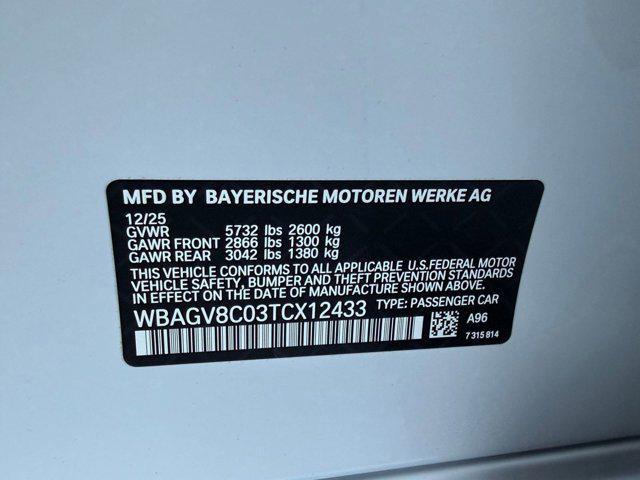 MFD BY BAYERISCHE MOTOREN WERKE AG
12/25
GVWR 5732 lbs 2600 kg
GAWR FRONT 2866 lbs 1300 kg
GAWR REAR 3042 lbs 1380 kg
THIS VEHICLE CONFORMS TO ALL APPLICABLE U.S.FEDERAL MOTOR
VEHICLE SAFETY, BUMPER AND THEFT PREVENTION STANDARDS
IN EFFECT ON THE DATE OF MANUFACTURE SHOWN ABOVE.
WBAGV8C03TCX12433 TYPE: PASSENGER CAR
A96
7 315 814